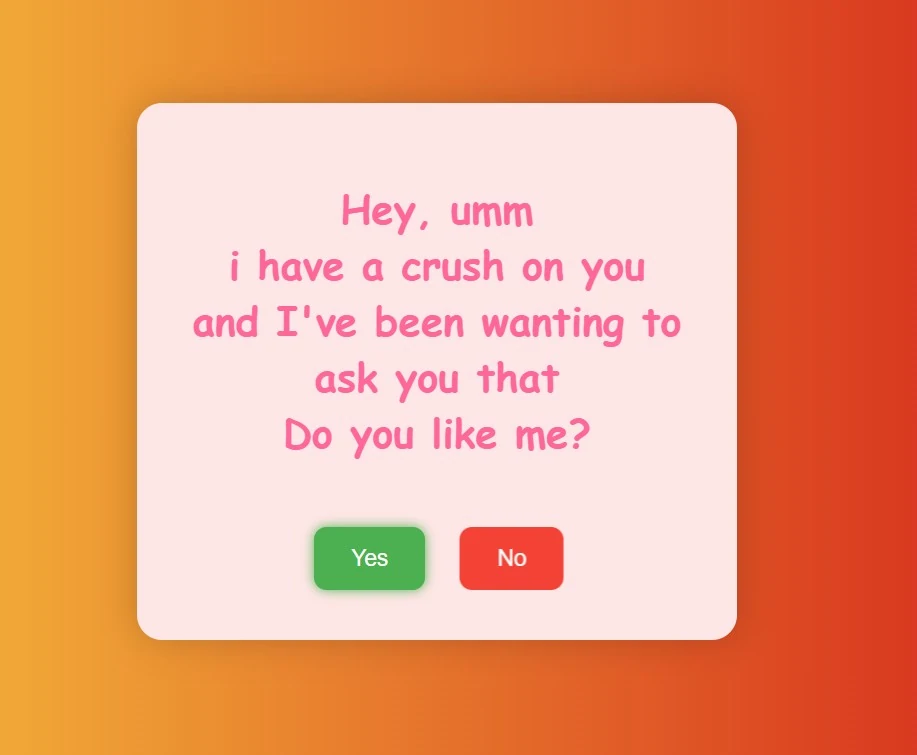 Hey, umm
i have a crush on you
and I've been wanting to
ask you that
Do you like me?
Yes No